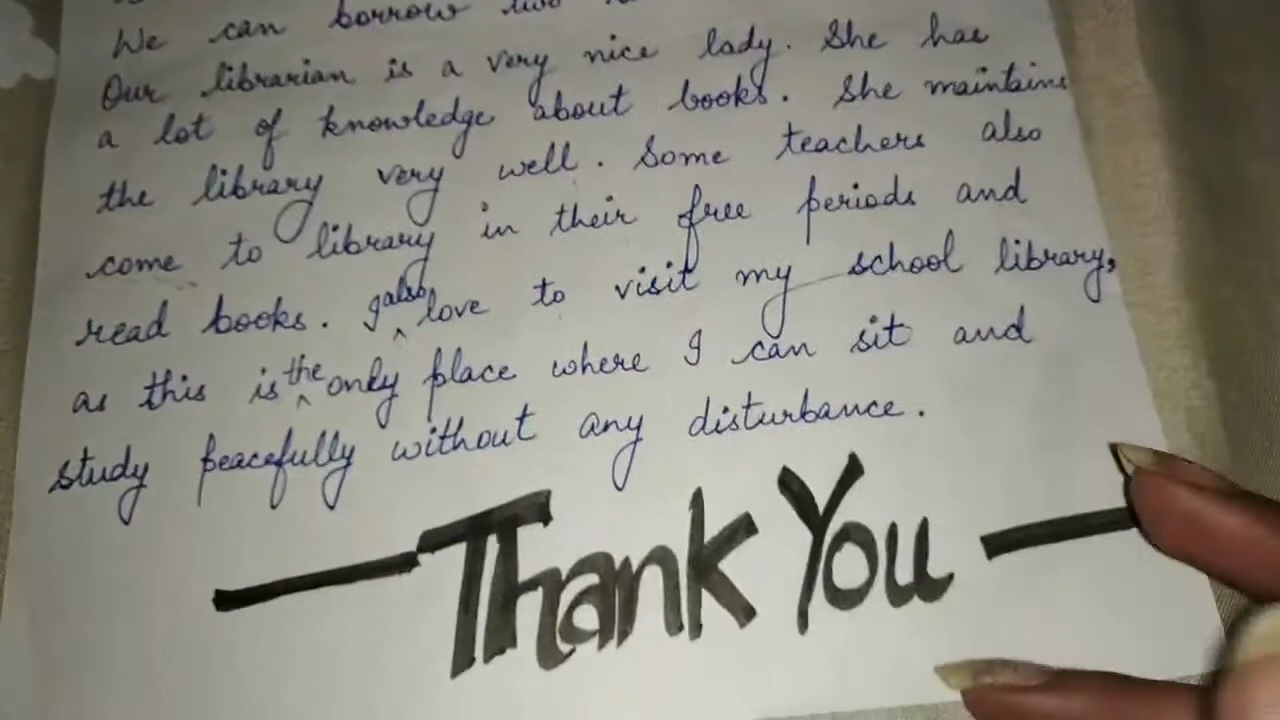 We can borrow two
Our librarian is a very nice lady. She has
a lot of knowledge about books. She maintains
the library very well. Some teachers also
come to library in their free periods and
read books. I also love to visit my school library,
as this is the only place where I can sit and
study peacefully without any disturbance.
Thank You